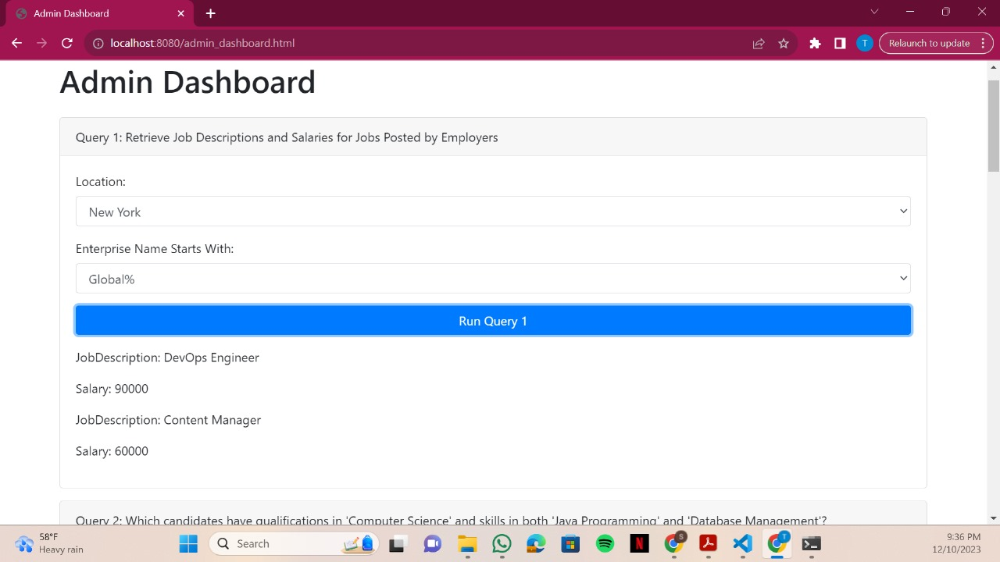 Admin Dashboard
localhost:8080/admin_dashboard.html
T
Relaunch to update
Admin Dashboard
Query 1: Retrieve Job Descriptions and Salaries for Jobs Posted by Employers
Location:
New York
Enterprise Name Starts With:
Global%
Run Query 1
JobDescription: DevOps Engineer
Salary: 90000
JobDescription: Content Manager
Salary: 60000
Query 2: Which candidates have qualifications in 'Computer Science' and skills in both 'Java Programming' and 'Database Management'?
58°F
Heavy rain
Search
N
S
T
9:36 PM
12/10/2023